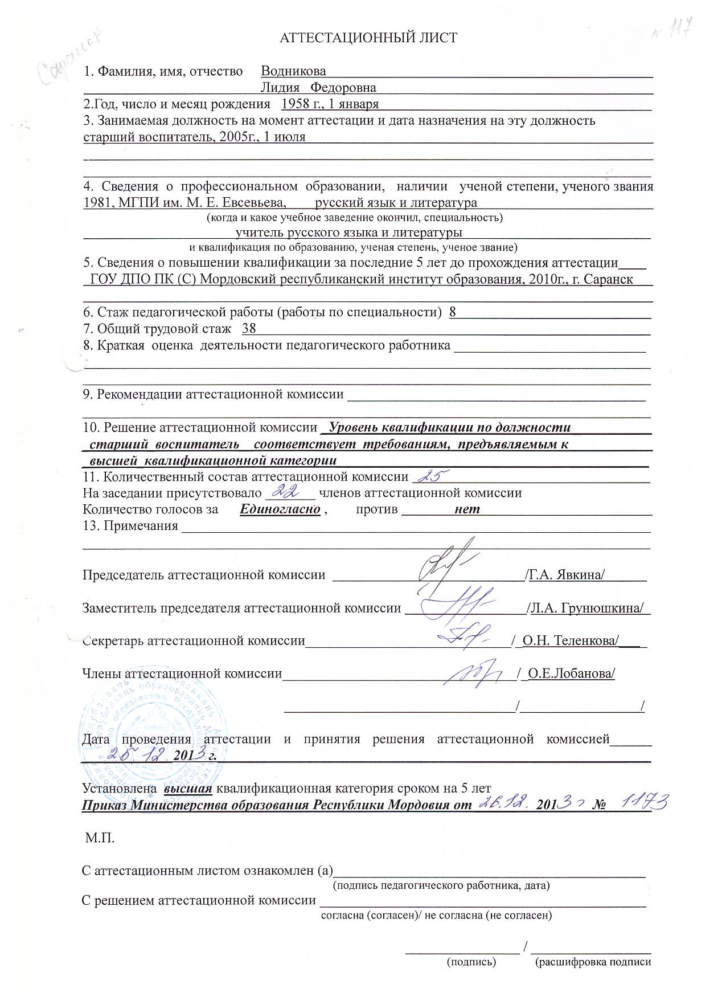 Саранск
N 117
АТТЕСТАЦИОННЫЙ ЛИСТ
1. Фамилия, имя, отчество Водникова
Лидия Федоровна
2.Год, число и месяц рождения 1958 г., 1 января
3. Занимаемая должность на момент аттестации и дата назначения на эту должность
старший воспитатель, 2005г., 1 июля
4. Сведения о профессиональном образовании, наличии ученой степени, ученого звания
1981, МГПИ им. М. Е. Евсевьева, русский язык и литература
(когда и какое учебное заведение окончил, специальность)
учитель русского языка и литературы
и квалификация по образованию, ученая степень, ученое звание)
5. Сведения о повышении квалификации за последние 5 лет до прохождения аттестации
ГОУ ДПО ПК (С) Мордовский республиканский институт образования, 2010г., г. Саранск
6. Стаж педагогической работы (работы по специальности) 8
7. Общий трудовой стаж 38
8. Краткая оценка деятельности педагогического работника
9. Рекомендации аттестационной комиссии
10. Решение аттестационной комиссии Уровень квалификации по должности
старший воспитатель соответствует требованиям, предъявляемым к
высшей квалификационной категории
11. Количественный состав аттестационной комиссии 25
На заседании присутствовало 22 членов аттестационной комиссии
Количество голосов за Единогласно , против нет
13. Примечания
Председатель аттестационной комиссии /Г.А. Явкина/
Заместитель председателя аттестационной комиссии /Л.А. Грунюшкина/
Секретарь аттестационной комиссии / О.Н. Теленкова/
Члены аттестационной комиссии / О.Е.Лобанова/
/ /
Дата проведения аттестации и принятия решения аттестационной комиссией
25.12.2013 г.
Установлена высшая квалификационная категория сроком на 5 лет
Приказ Министерства образования Республики Мордовия от 26.12. 2013 г № 1173
М.П.
С аттестационным листом ознакомлен (а)
(подпись педагогического работника, дата)
С решением аттестационной комиссии
согласна (согласен)/ не согласна (не согласен)
/
(подпись) (расшифровка подписи